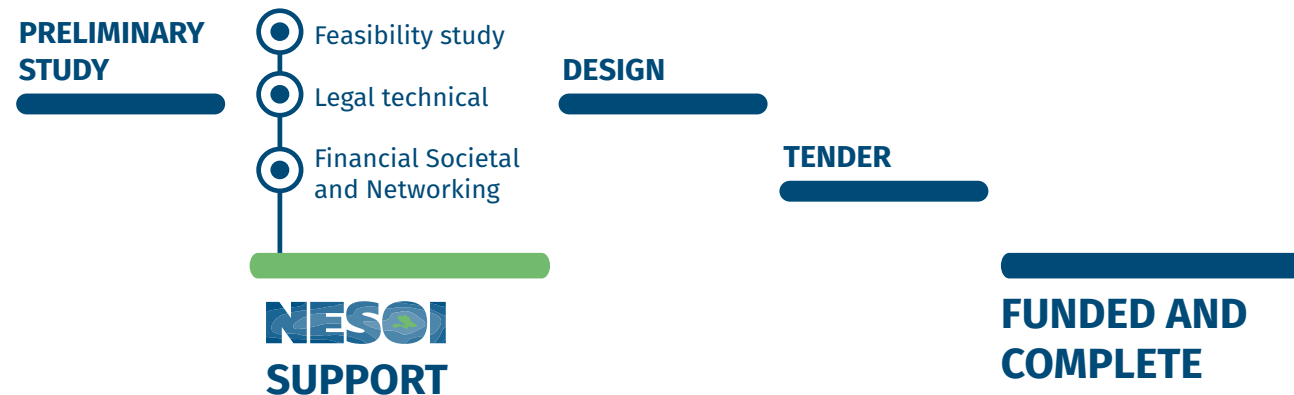 PRELIMINARY
STUDY
Feasibility study
Legal technical
Financial Societal
and Networking
NESOI
SUPPORT
DESIGN
TENDER
FUNDED AND
COMPLETE